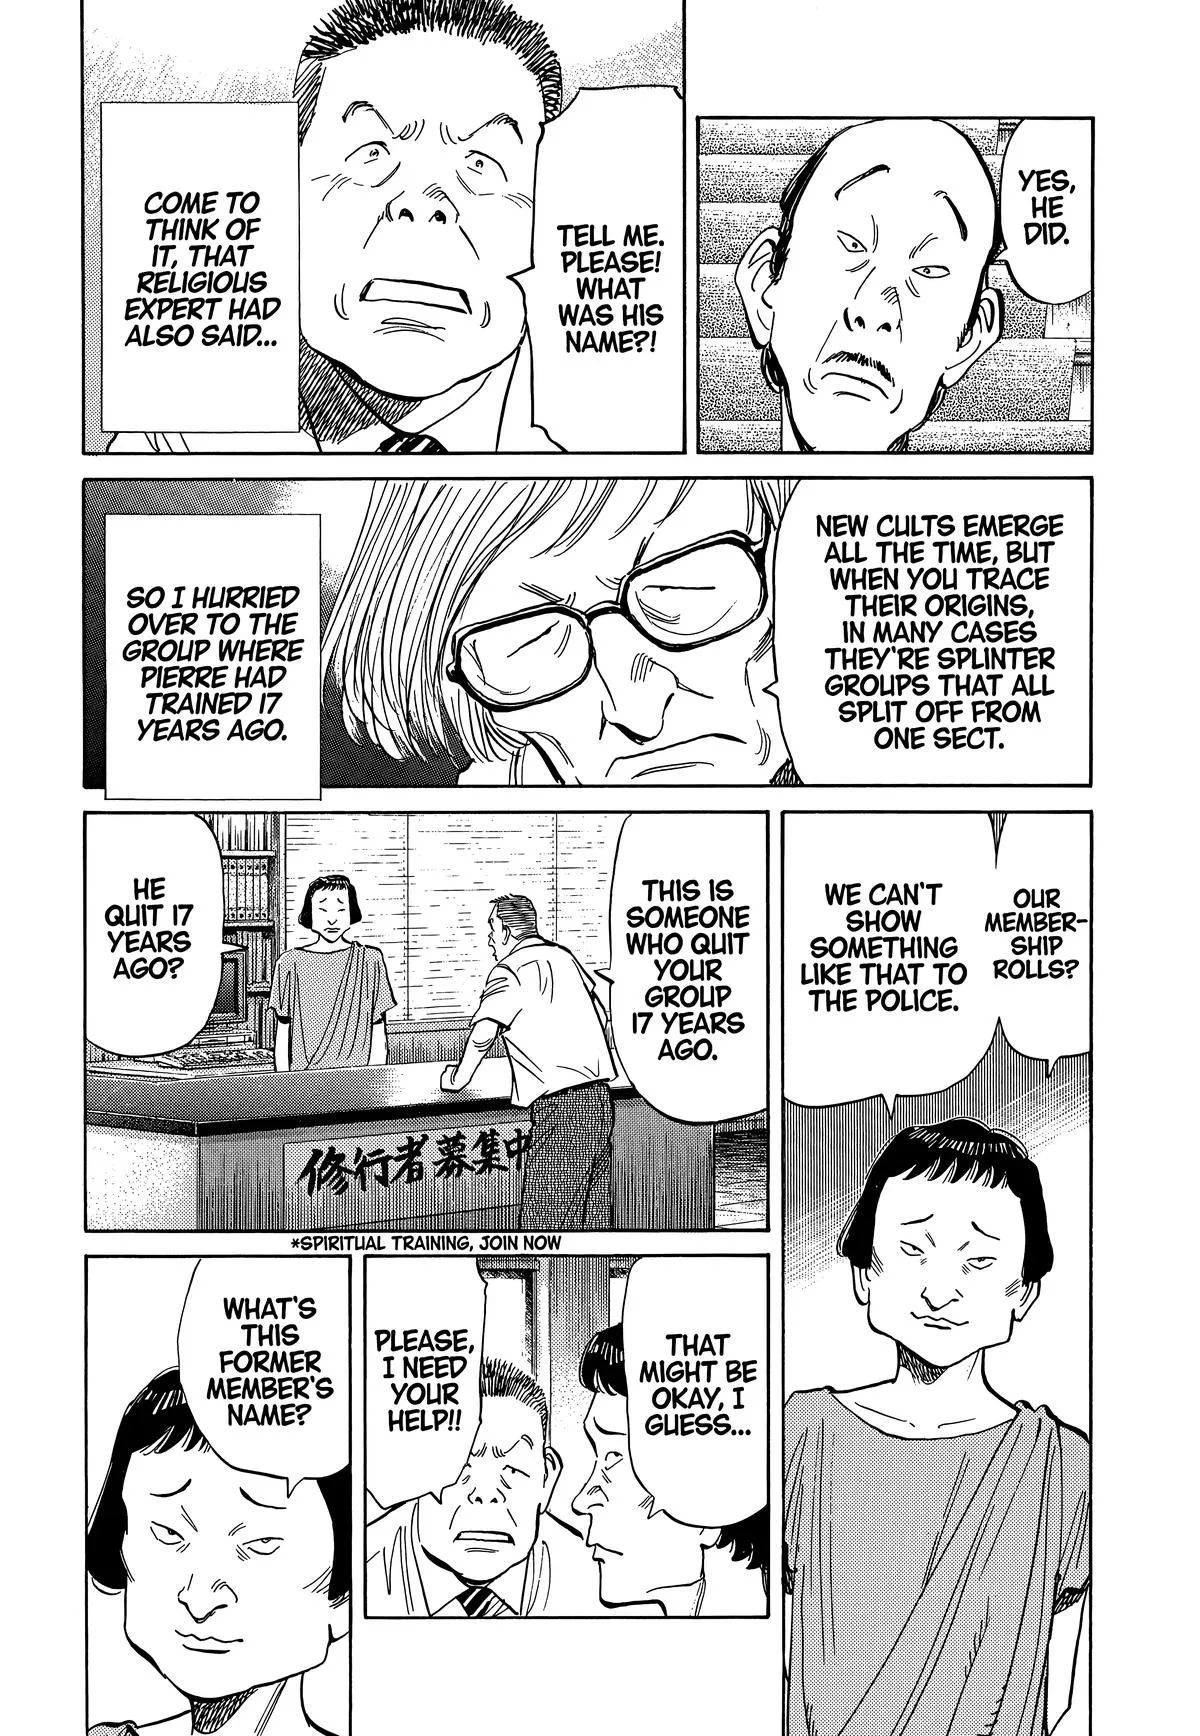 YES,
HE
DID.
TELL ME.
PLEASE!
WHAT
WAS HIS
NAME?!
COME TO
THINK OF
IT, THAT
RELIGIOUS
EXPERT HAD
ALSO SAID...
NEW CULTS EMERGE
ALL THE TIME, BUT
WHEN YOU TRACE
THEIR ORIGINS,
IN MANY CASES
THEY'RE SPLINTER
GROUPS THAT ALL
SPLIT OFF FROM
ONE SECT.
SO I HURRIED
OVER TO THE
GROUP WHERE
PIERRE HAD
TRAINED 17
YEARS AGO.
OUR
MEMBER-
SHIP
ROLLS?
WE CAN'T
SHOW
SOMETHING
LIKE THAT TO
THE POLICE.
THIS IS
SOMEONE
WHO QUIT
YOUR
GROUP
17 YEARS
AGO.
HE
QUIT 17
YEARS
AGO?
修行者募集中
*SPIRITUAL TRAINING, JOIN NOW
THAT
MIGHT BE
OKAY, I
GUESS...
PLEASE,
I NEED
YOUR
HELP!!
WHAT'S
THIS
FORMER
MEMBER'S
NAME?